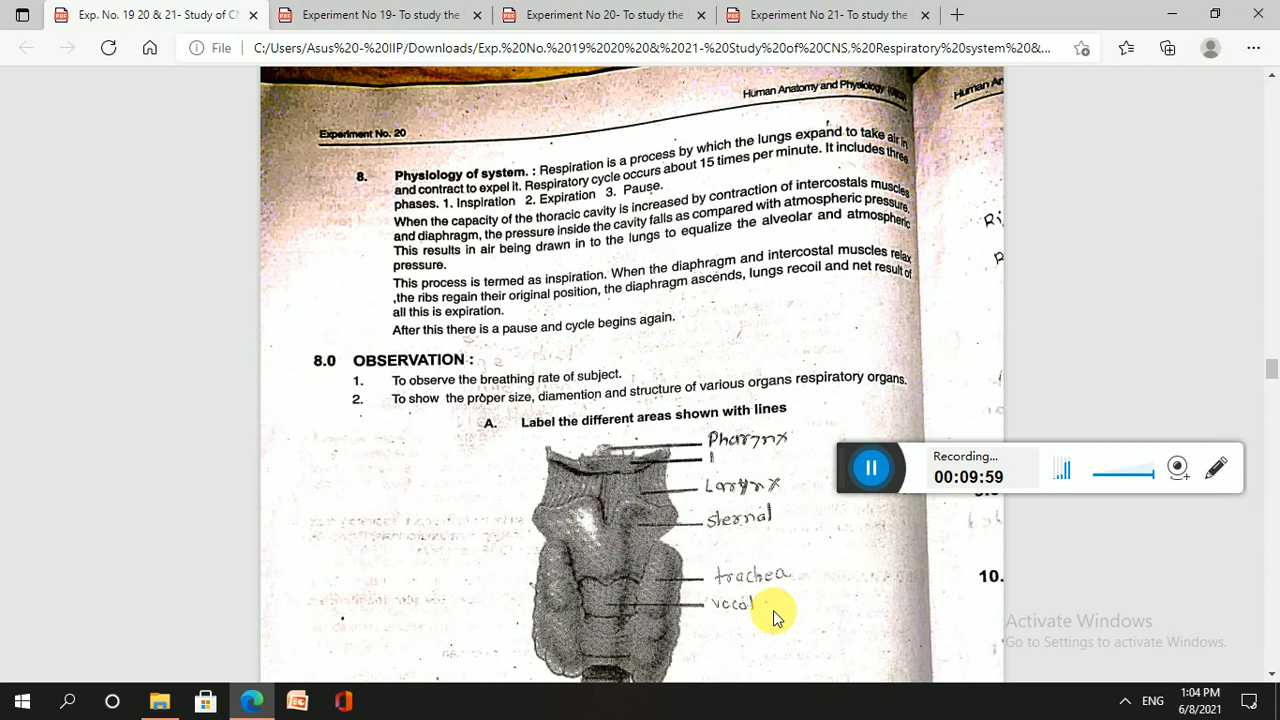 Exp. No. 19 20 & 21- Study of C
Experiment No 19- To study the
Experiment No 20- To study the
Experiment No 21- To study the
File
C:/Users/Asus%20-%20IIP/Downloads/Exp.%20No.%2019%2020%20&%2021-%20Study%20of%20CNS.%20Respiratory%20system%20&...
Human Anatomy and Physiology
Human An
Experiment No. 20
8. Physiology of system. : Respiration is a process by which the lungs expand to take air in
and contract to expel it. Respiratory cycle occurs about 15 times per minute. It includes three
phases. 1. Inspiration 2. Expiration 3. Pause.
When the capacity of the thoracic cavity is increased by contraction of intercostals muscles
and diaphragm, the pressure inside the cavity falls as compared with atmospheric pressure.
This results in air being drawn in to the lungs to equalize the alveolar and atmospheric
pressure.
This process is termed as inspiration. When the diaphragm and intercostal muscles relax
,the ribs regain their original position, the diaphragm ascends, lungs recoil and net result of
all this is expiration.
After this there is a pause and cycle begins again.
8.0 OBSERVATION :
1. To observe the breathing rate of subject.
2. To show the proper size, diamention and structure of various organs respiratory organs.
A. Label the different areas shown with lines
Pharynx
Larynx
sternal
trachea
vocal
10.
Recording...
00:09:59
Activate Windows
Go to Settings to activate Windows.
ENG
1:04 PM
6/8/2021